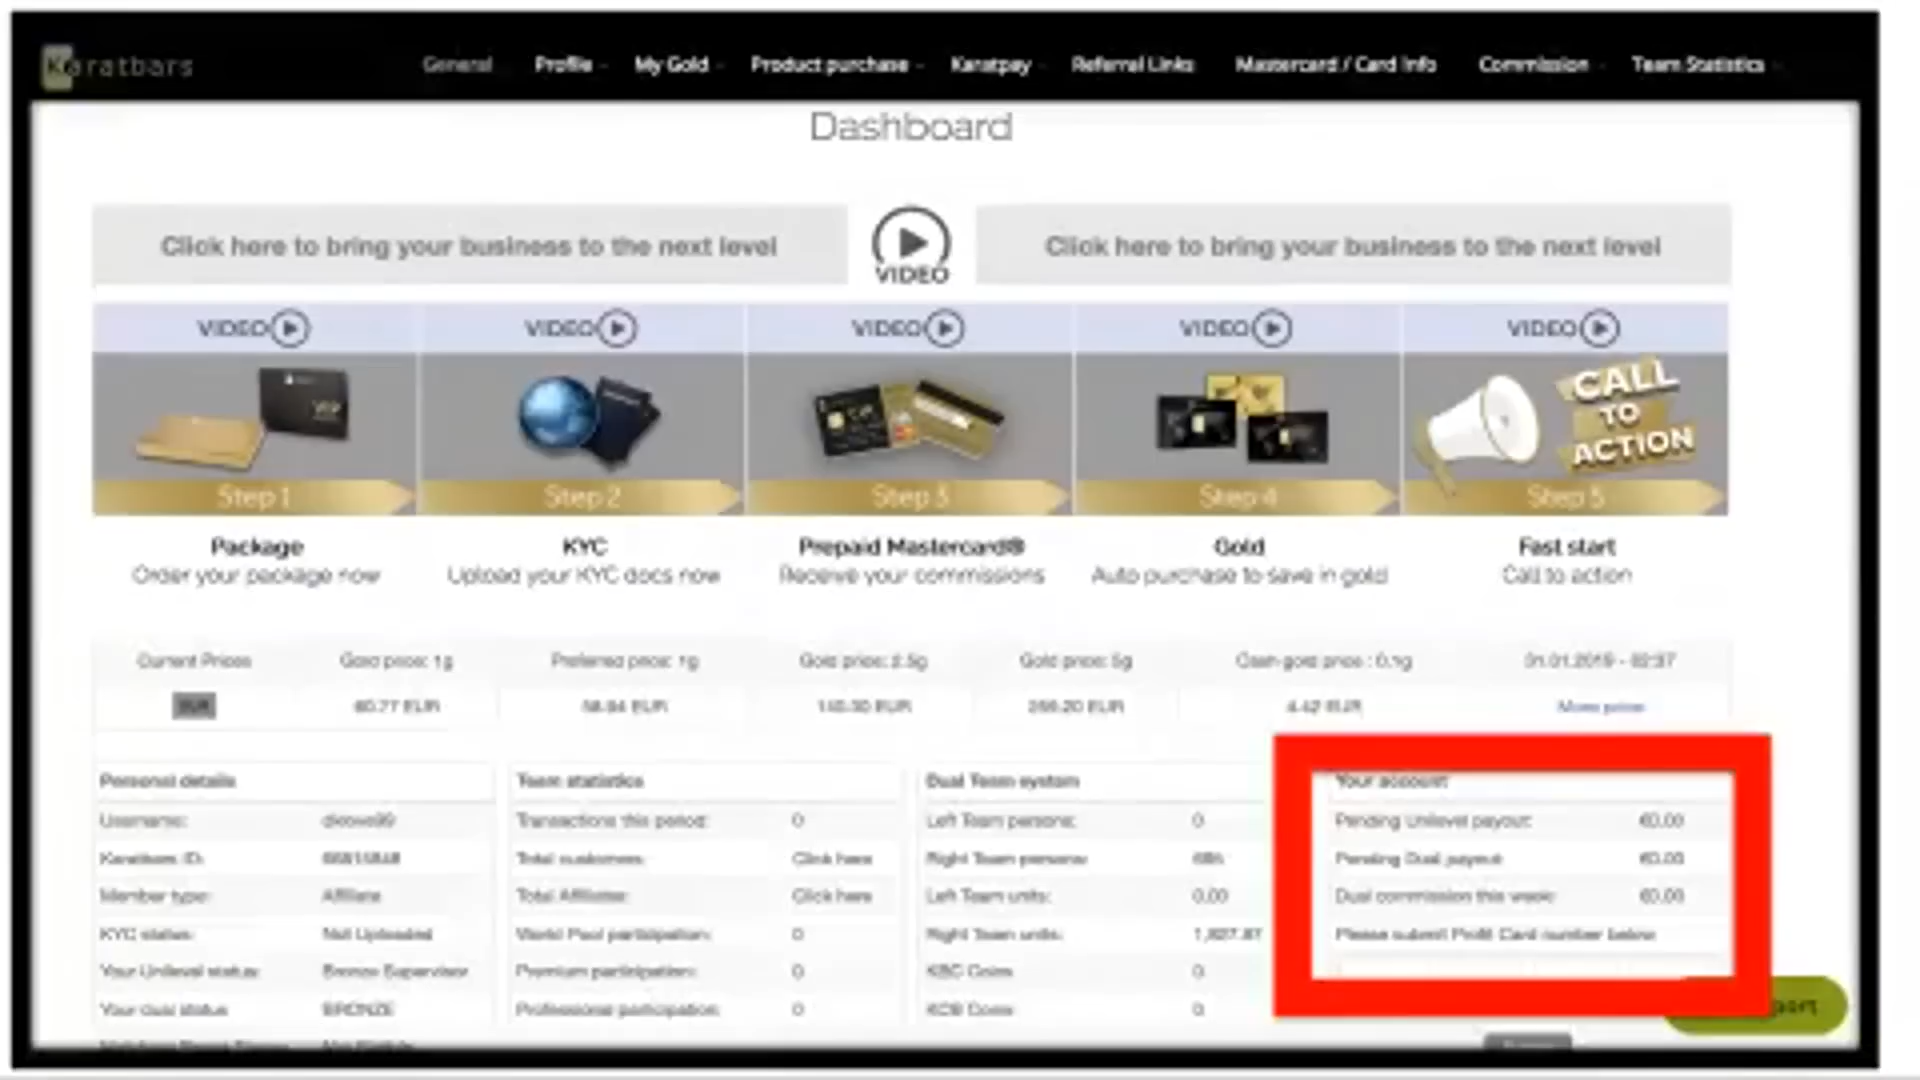 Karatbars
General Profile My Gold Product purchase Karatpay Referral Links Mastercard / Card Info Commission Team Statistics
Dashboard
Click here to bring your business to the next level
VIDEO
Click here to bring your business to the next level
VIDEO VIDEO VIDEO VIDEO VIDEO
VIP
CALL
TO
ACTION
Step 1 Step 2 Step 3 Step 4 Step 5
Package KYC Prepaid Mastercard® Gold Fast start
Order your package now Upload your KYC docs now Receive your commissions Auto purchase to save in gold Call to action
Current Prices Gold price: 1g Preferred price: 1g Gold price: 2.5g Gold price: 5g Cash gold price : 0.1g
EUR 4.42 EUR
Personal details Team statistics Dual Team system Your account
Username: Transactions this period: 0 Left Team persons: 0 Pending Unilevel payout: €0.00
Karatbars ID: Total customers: Click here Right Team persons: Pending Dual payout: €0.00
Member type: Affiliate Total Affiliates: Click here Left Team units: 0.00 Dual commission this week: €0.00
KYC status: Not Uploaded World Pool participation: 0 Right Team units: Please submit Profit Card number below
Your Unilevel status: Bronze Supervisor Premium participation: 0 KBC Coins 0
Your dual status BRONZE Professional participation: 0 KCB Coins 0